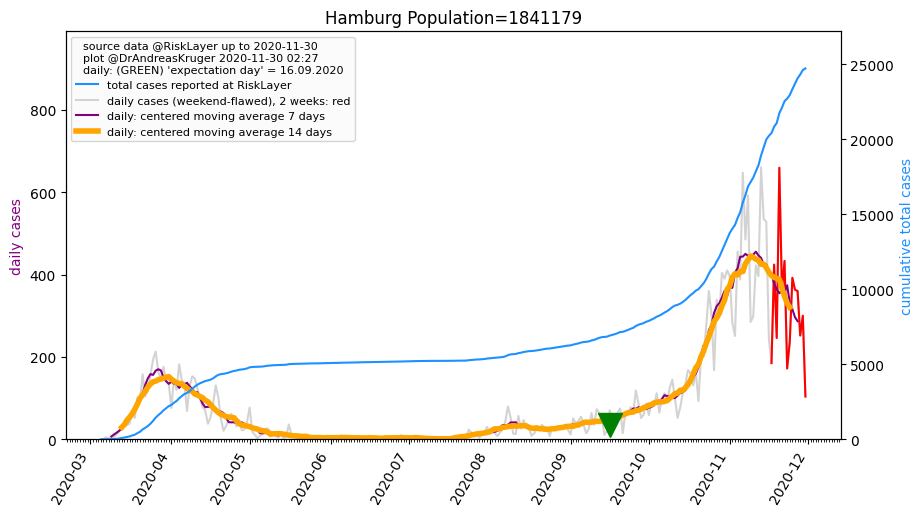 Hamburg Population=1841179
source data @RiskLayer up to 2020-11-30
plot @DrAndreasKruger 2020-11-30 02:27
daily: (GREEN) 'expectation day' = 16.09.2020
total cases reported at RiskLayer
daily cases (weekend-flawed), 2 weeks: red
daily: centered moving average 7 days
daily: centered moving average 14 days
daily cases
800
600
400
200
0
cumulative total cases
25000
20000
15000
10000
5000
0
2020-03
2020-04
2020-05
2020-06
2020-07
2020-08
2020-09
2020-10
2020-11
2020-12